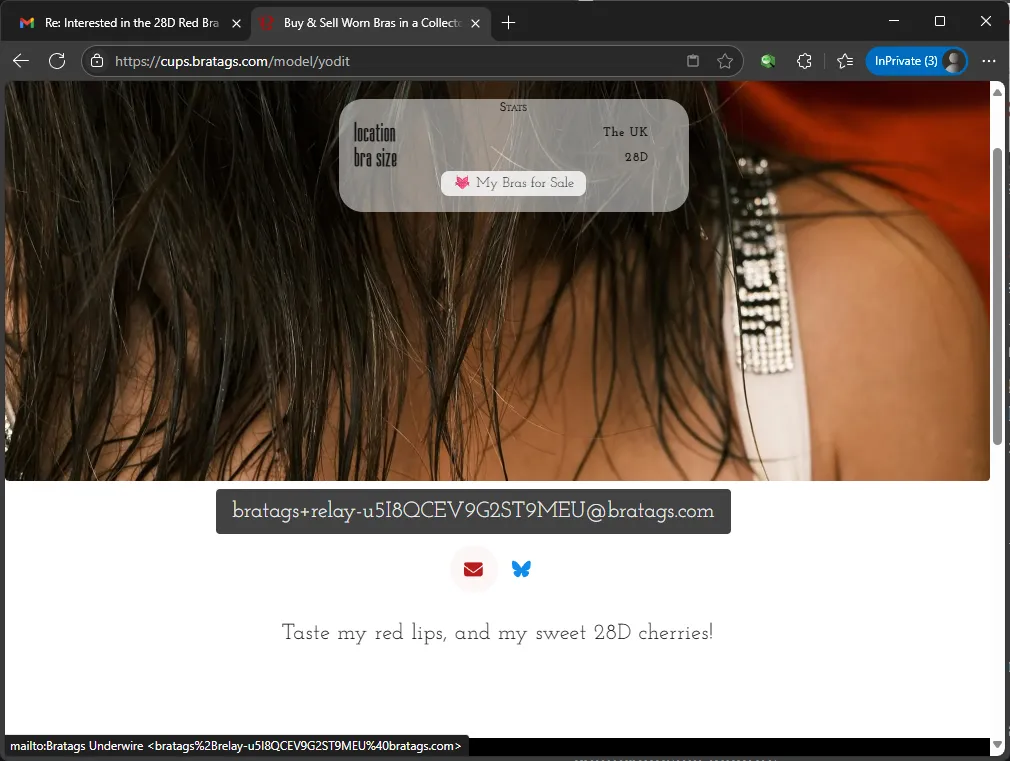 Re: Interested in the 28D Red Bra
Buy & Sell Worn Bras in a Collecto
https://cups.bratags.com/model/yodit
InPrivate (3)
Stats
location The UK
bra size 28D
My Bras for Sale
bratags+relay-u5I8QCEV9G2ST9MEU@bratags.com
Taste my red lips, and my sweet 28D cherries!
mailto:Bratags Underwire <bratags%2Brelay-u5I8QCEV9G2ST9MEU%40bratags.com>